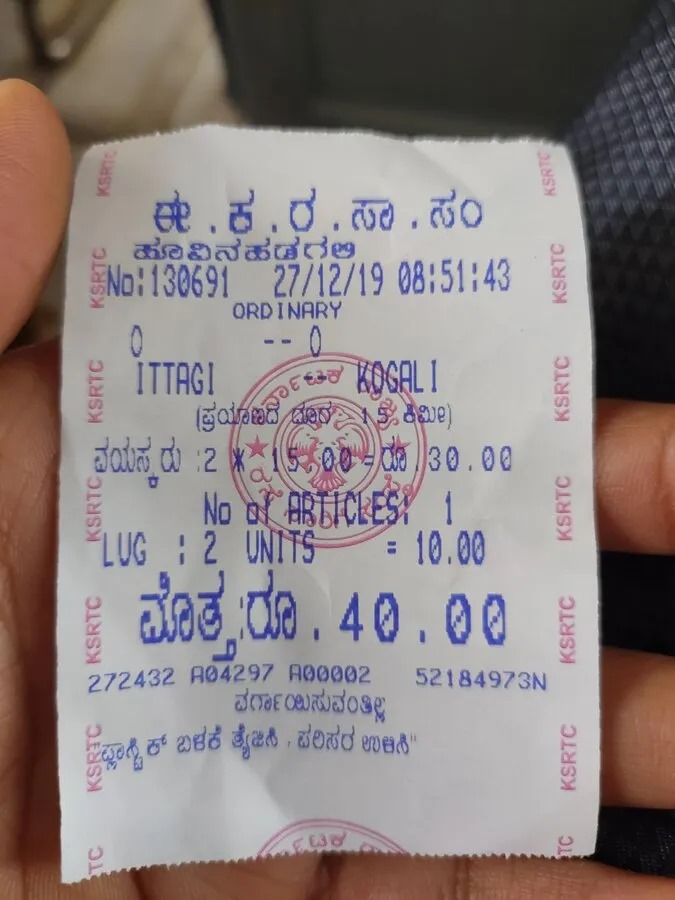 ಈ.ಕ.ರ.ಸಾ.ಸಂ
ಹೂವಿನಹಡಗಲಿ
No:130691 27/12/19 08:51:43
ORDINARY
0 -- 0
ITTAGI -- KOGALI
(ಪ್ರಯಾಣದ ದೂರ 15 ಕಿಮೀ)
ವಯಸ್ಕರು :2 * 15.00=ರೂ.30.00
No of ARTICLES: 1
LUG : 2 UNITS = 10.00
ಮೊತ್ತ:ರೂ.40.00
272432 A04297 A00002 52184973N
ವರ್ಗಾಯಿಸುವಂತಿಲ್ಲ
"ಪ್ಲಾಸ್ಟಿಕ್ ಬಳಕೆ ತ್ಯೆಜಿಸಿ , ಪರಿಸರ ಉಳಿಸಿ"
KSRTC
KSRTC
KSRTC
KSRTC
KSRTC
KSRTC
KSRTC
KSRTC
KSRTC
KSRTC
KSRTC
KSRTC